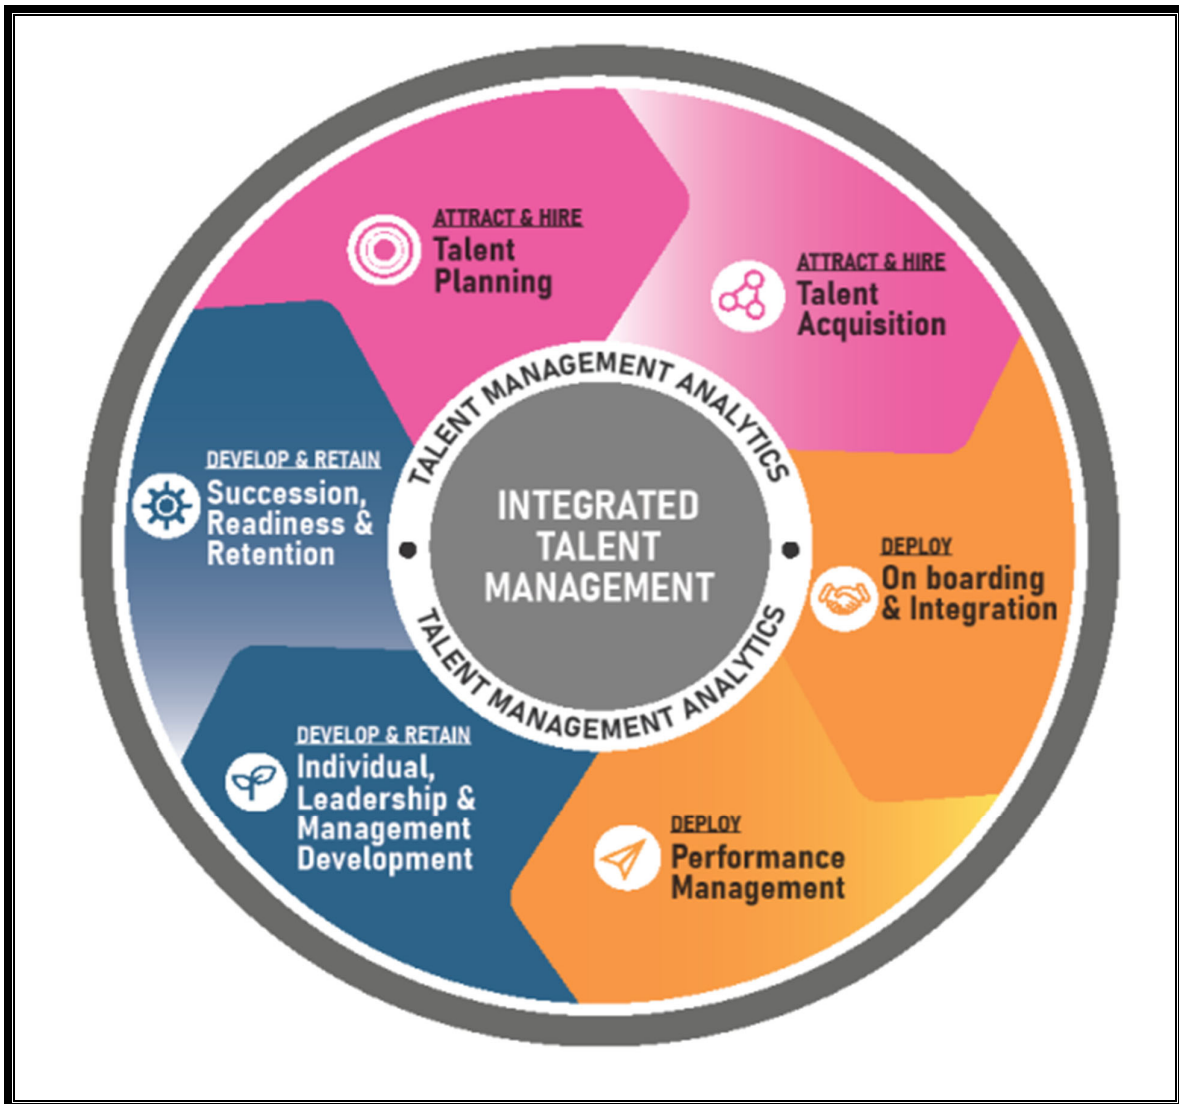 ATTRACT & HIRE
Talent
Planning
ATTRACT & HIRE
Talent
Acquisition
DEPLOY
On boarding
& Integration
DEPLOY
Performance
Management
DEVELOP & RETAIN
Individual,
Leadership &
Management
Development
DEVELOP & RETAIN
Succession,
Readiness &
Retention
TALENT MANAGEMENT ANALYTICS
INTEGRATED
TALENT
MANAGEMENT
TALENT MANAGEMENT ANALYTICS